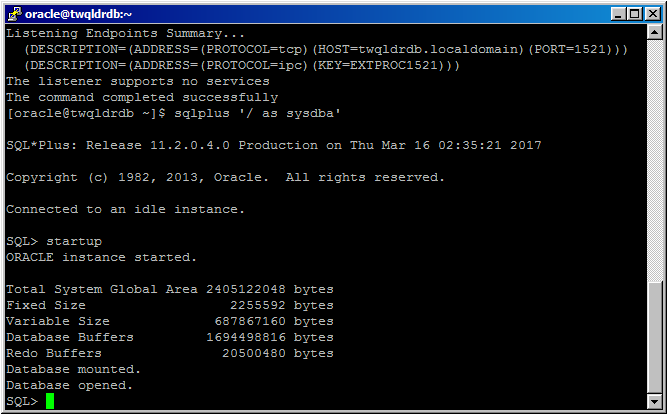 oracle@twqldrdb:~
Listening Endpoints Summary...
  (DESCRIPTION=(ADDRESS=(PROTOCOL=tcp)(HOST=twqldrdb.localdomain)(PORT=1521)))
  (DESCRIPTION=(ADDRESS=(PROTOCOL=ipc)(KEY=EXTPROC1521)))
The listener supports no services
The command completed successfully
[oracle@twqldrdb ~]$ sqlplus '/ as sysdba'
SQL*Plus: Release 11.2.0.4.0 Production on Thu Mar 16 02:35:21 2017
Copyright (c) 1982, 2013, Oracle.  All rights reserved.
Connected to an idle instance.
SQL> startup
ORACLE instance started.
Total System Global Area 2405122048 bytes
Fixed Size                  2255592 bytes
Variable Size             687867160 bytes
Database Buffers         1694498816 bytes
Redo Buffers               20500480 bytes
Database mounted.
Database opened.
SQL>